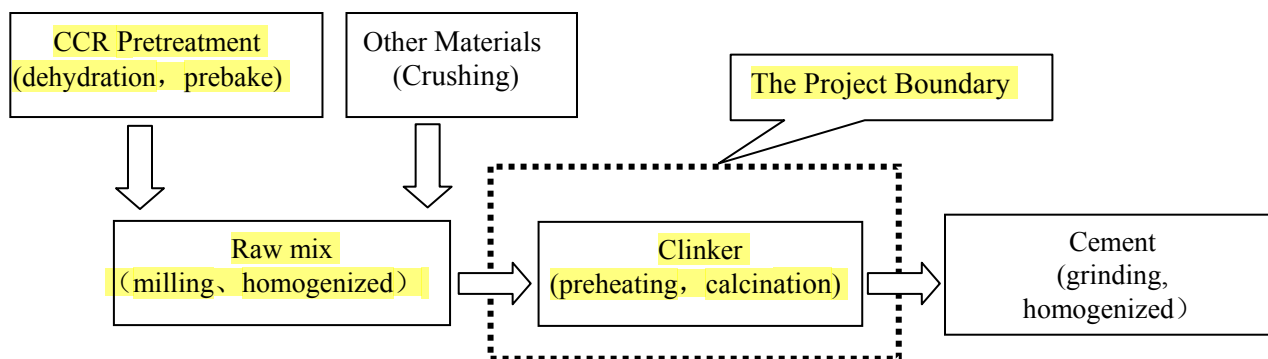 CCR Pretreatment
(dehydration，prebake)
Other Materials
(Crushing)
The Project Boundary
Raw mix
（milling、homogenized）
Clinker
(preheating，calcination)
Cement
(grinding,
homogenized）